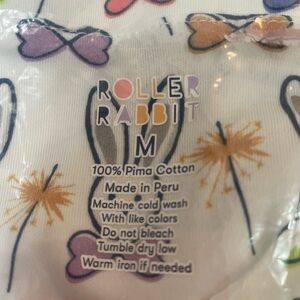 ROLLER
RABBIT
M
100% Pima Cotton
Made in Peru
Machine cold wash
With like colors
Do not bleach
Tumble dry low
Warm iron if needed